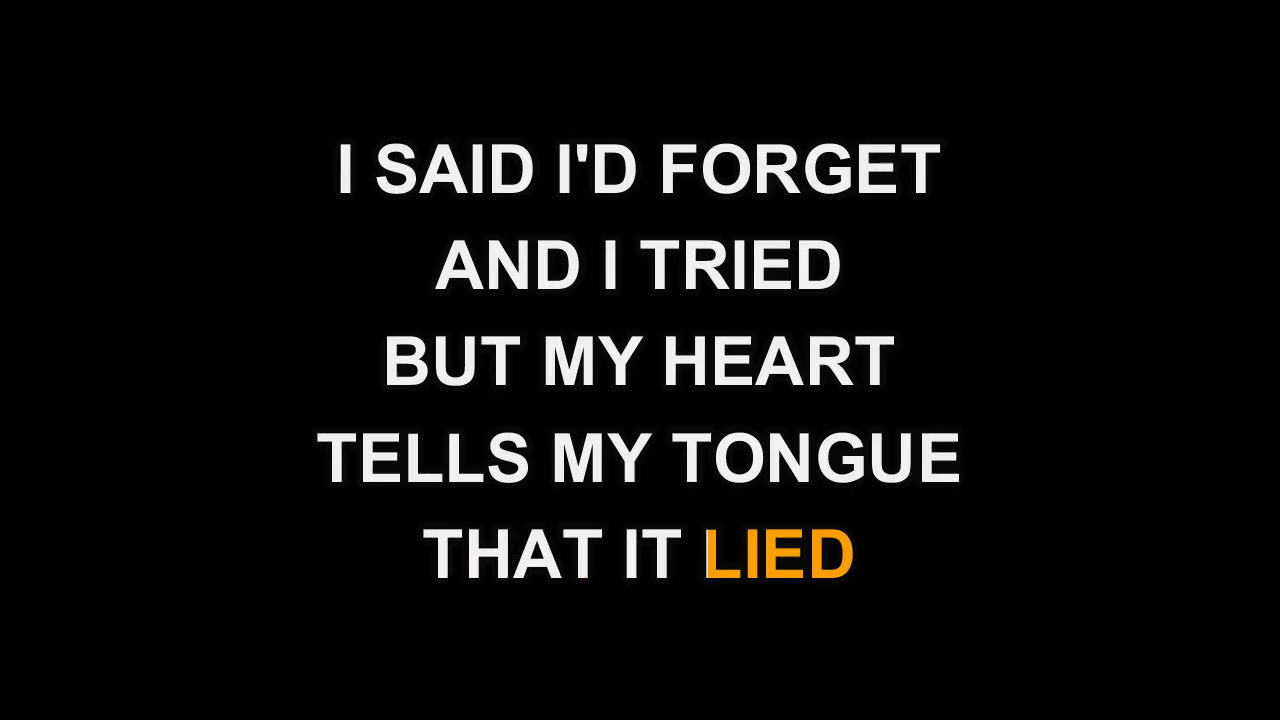 I SAID I'D FORGET
AND I TRIED
BUT MY HEART
TELLS MY TONGUE
THAT IT LIED